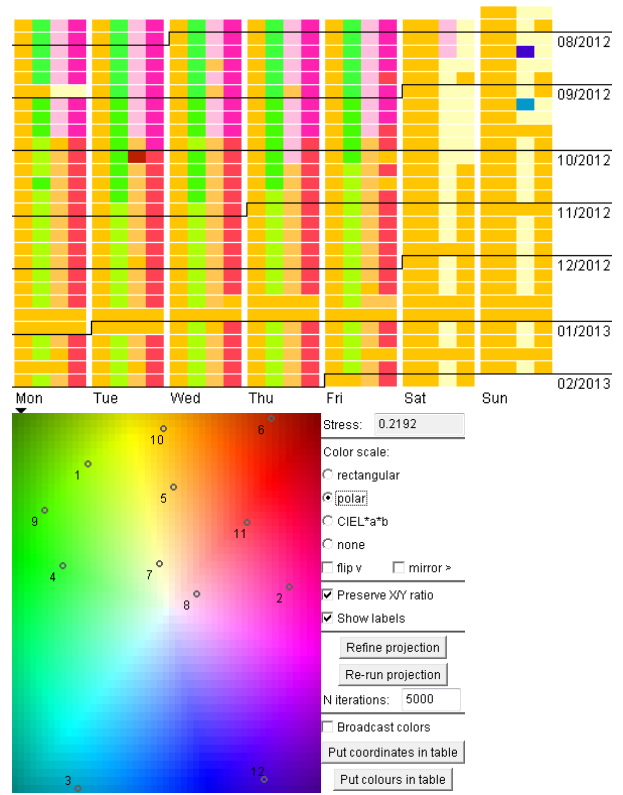 08/2012
09/2012
10/2012
11/2012
12/2012
01/2013
02/2013
Mon Tue Wed Thu Fri Sat Sun
6
10
1
5
9
11
4
7
2
8
3
12
Stress: 0.2192
Color scale:
rectangular
polar
CIEL*a*b
none
flip v mirror >
Preserve X/Y ratio
Show labels
Refine projection
Re-run projection
N iterations: 5000
Broadcast colors
Put coordinates in table
Put colours in table